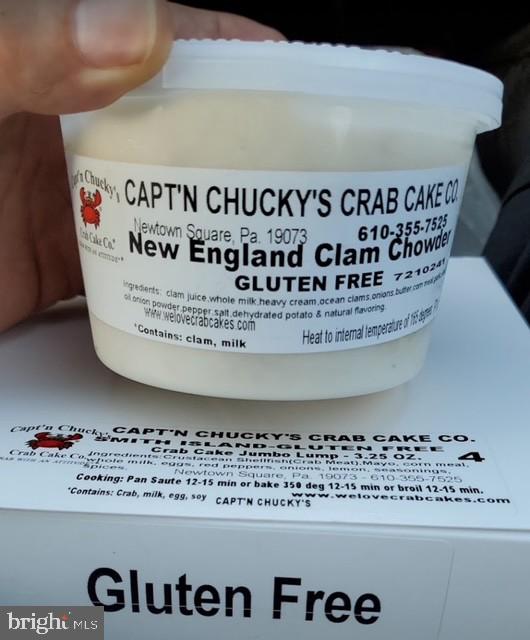 Capt'n Chucky's
Crab Cake Co.
CAPT'N CHUCKY'S CRAB CAKE CO.
Newtown Square, Pa. 19073
610-355-7525
New England Clam Chowder
GLUTEN FREE
7210241
Ingredients: clam juice,whole milk,heavy cream,ocean clams,onions,butter,corn
oil,onion powder,pepper,salt,dehydrated potato & natural flavoring.
www.welovecrabcakes.com
*Contains: clam, milk
Heat to internal temperature of 165 degree
Capt'n Chucky's
Crab Cake Co.
CAPT'N CHUCKY'S CRAB CAKE CO.
SMITH ISLAND-GLUTEN FREE
Crab Cake Jumbo Lump - 3.25 OZ.
4
Ingredients:Crustacean Shellfish(Crab Meat),Mayo, corn meal,
whole milk, eggs, red peppers, onions, lemon, seasonings,
spices.
Newtown Square, Pa. 19073 - 610-355-7525
Cooking: Pan Saute 12-15 min or bake 350 deg 12-15 min or broil 12-15 min.
*Contains: Crab, milk, egg, soy
CAPT'N CHUCKY'S
www.welovecrabcakes.com
Gluten Free
bright MLS